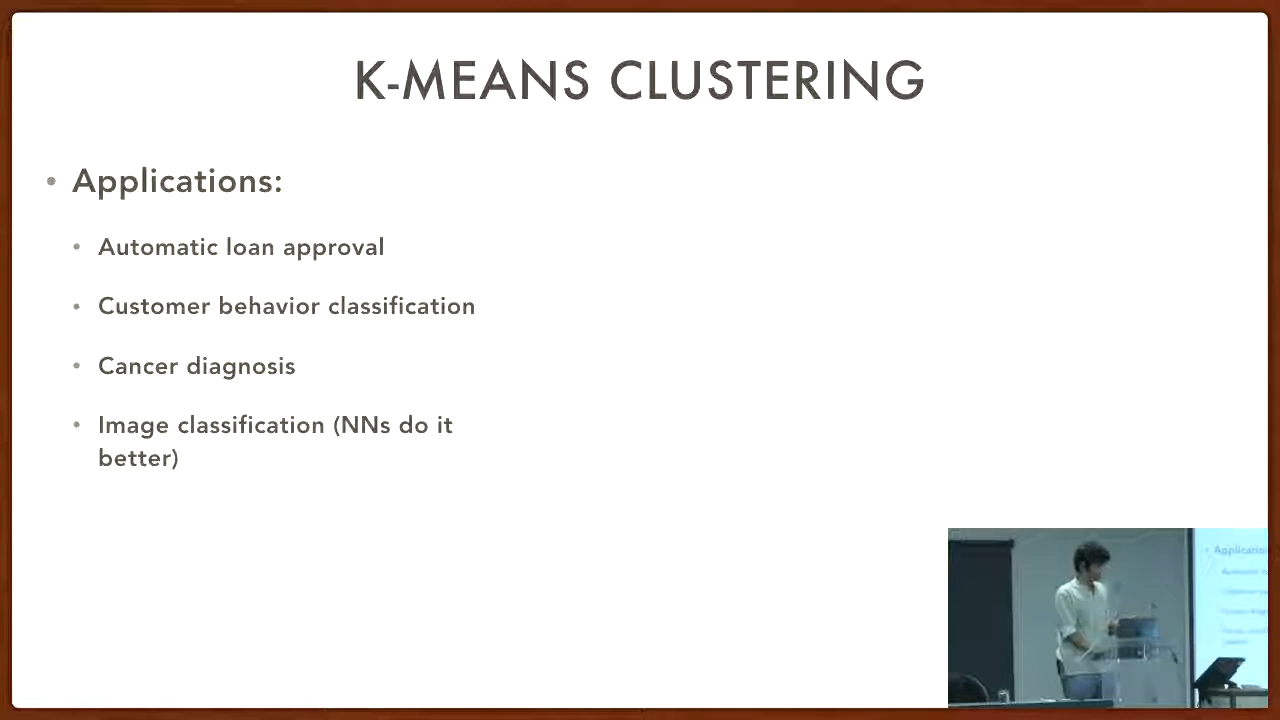 K-MEANS CLUSTERING
• Applications:
• Automatic loan approval
• Customer behavior classification
• Cancer diagnosis
• Image classification (NNs do it
better)